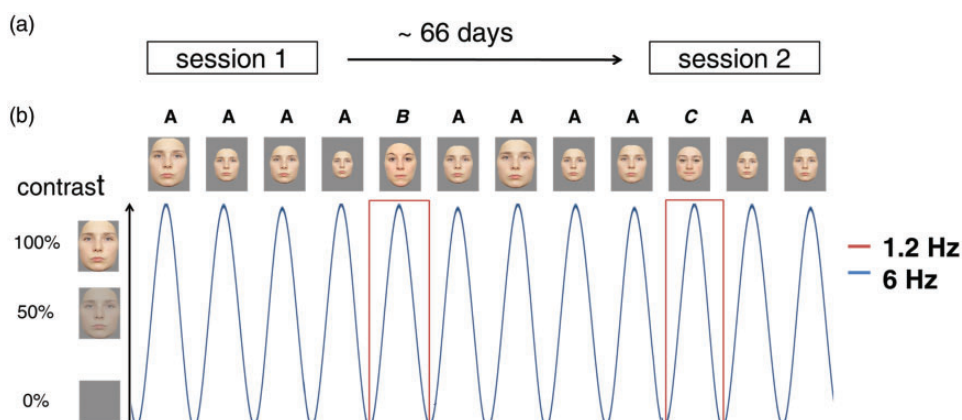 (a)
~ 66 days
session 1
session 2
(b)
A A A A B A A A A C A A
contrast
100%
50%
0%
1.2 Hz
6 Hz